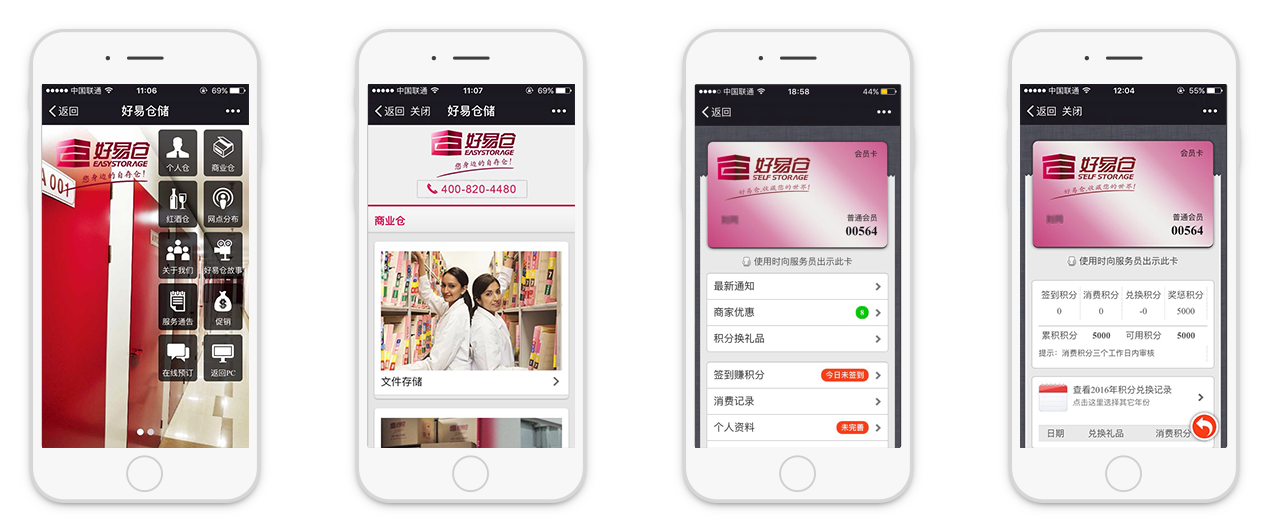 中国联通 11:06 69%
返回 好易仓储
A 001
好易仓
EASYSTORAGE
您身边的自存仓!
个人仓 商业仓
红酒仓 网点分布
关于我们 好易仓故事
服务通告 促销
在线预订 返回PC
中国联通 11:07 69%
返回 关闭 好易仓储
好易仓
EASYSTORAGE
您身边的自存仓!
400-820-4480
商业仓
文件存储
中国联通 18:58 44%
返回
会员卡
好易仓
SELF STORAGE
好易仓,收藏您的世界!
普通会员
00564
使用时向服务员出示此卡
最新通知
商家优惠 8
积分换礼品
签到赚积分 今日未签到
消费记录
个人资料 未完善
中国联通 12:04 55%
返回 关闭
会员卡
好易仓
SELF STORAGE
好易仓,收藏您的世界!
普通会员
00564
使用时向服务员出示此卡
签到积分 消费积分 兑换积分 奖惩积分
0 0 -0 5000
累积积分 5000 可用积分 5000
提示：消费积分三个工作日内审核
查看2016年积分兑换记录
点击这里选择其它年份
日期 兑换礼品 消费积分